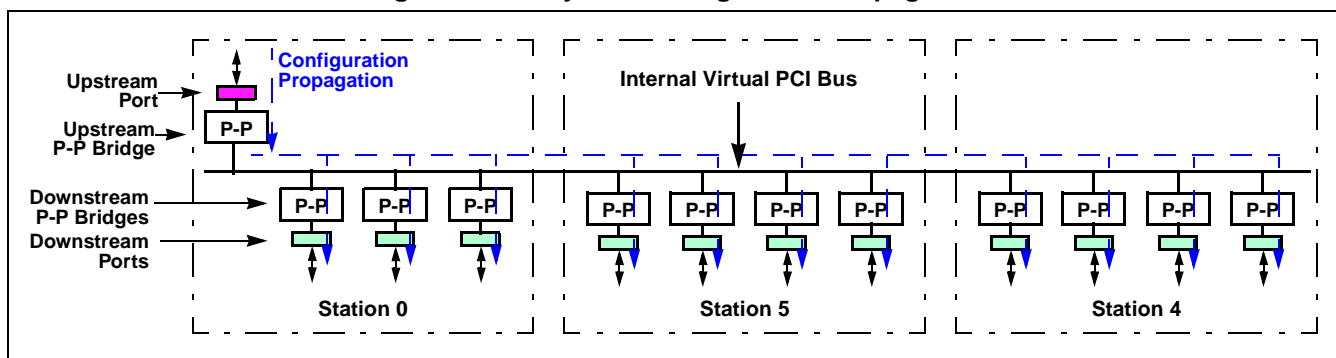 Configuration
Propagation
Internal Virtual PCI Bus
Upstream
Port
Upstream
P-P Bridge
P-P
Downstream
P-P Bridges
P-P P-P P-P P-P P-P P-P P-P P-P P-P P-P P-P
Downstream
Ports
Station 0 Station 5 Station 4